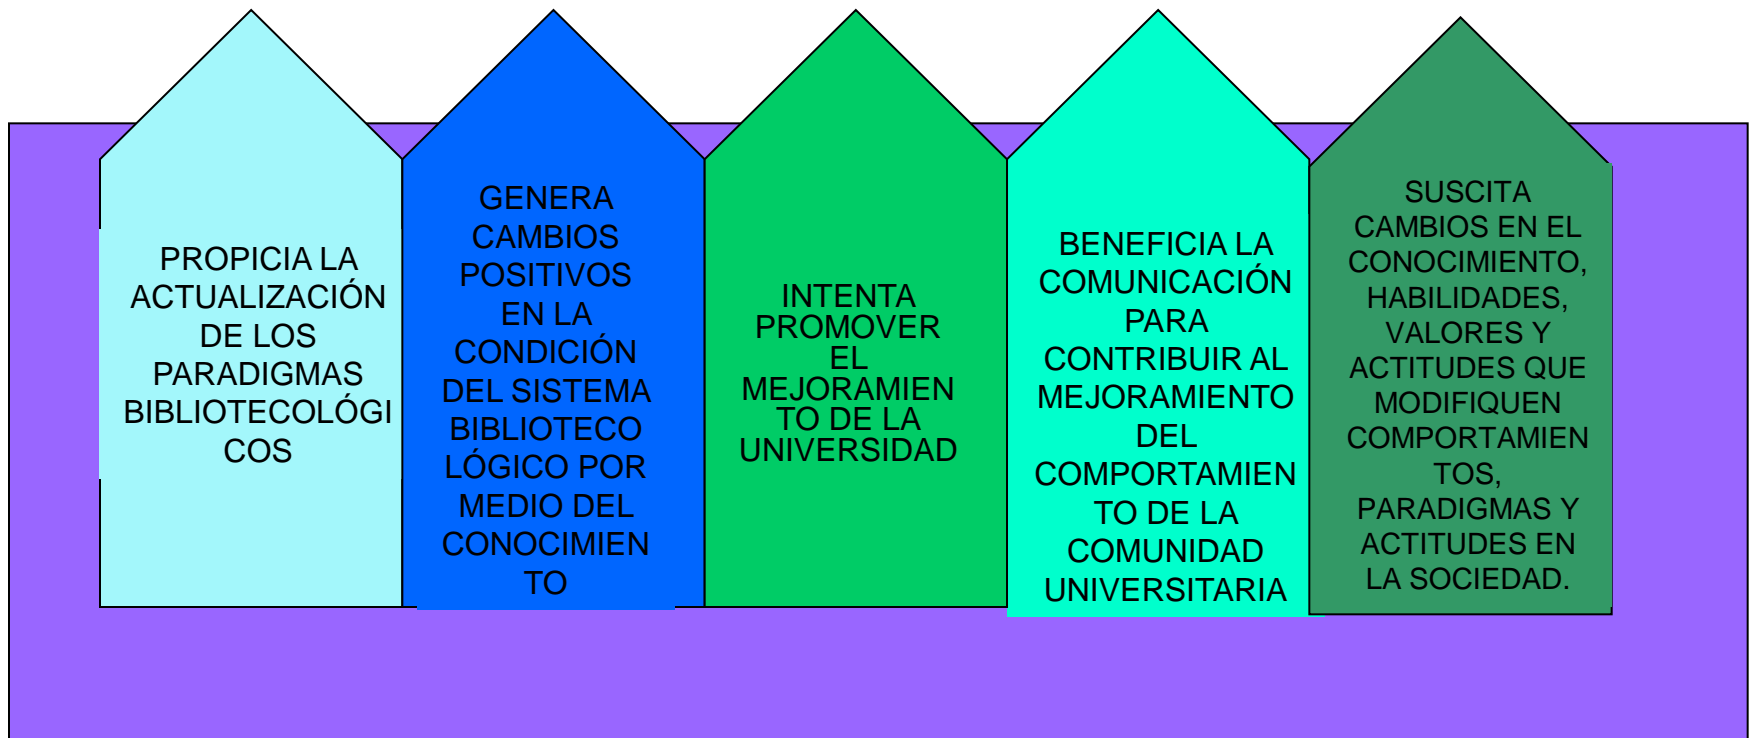 PROPICIA LA
ACTUALIZACIÓN
DE LOS
PARADIGMAS
BIBLIOTECOLÓGI
COS
GENERA
CAMBIOS
POSITIVOS
EN LA
CONDICIÓN
DEL SISTEMA
BIBLIOTECO
LÓGICO POR
MEDIO DEL
CONOCIMIEN
TO
INTENTA
PROMOVER
EL
MEJORAMIEN
TO DE LA
UNIVERSIDAD
BENEFICIA LA
COMUNICACIÓN
PARA
CONTRIBUIR AL
MEJORAMIENTO
DEL
COMPORTAMIEN
TO DE LA
COMUNIDAD
UNIVERSITARIA
SUSCITA
CAMBIOS EN EL
CONOCIMIENTO,
HABILIDADES,
VALORES Y
ACTITUDES QUE
MODIFIQUEN
COMPORTAMIEN
TOS,
PARADIGMAS Y
ACTITUDES EN
LA SOCIEDAD.